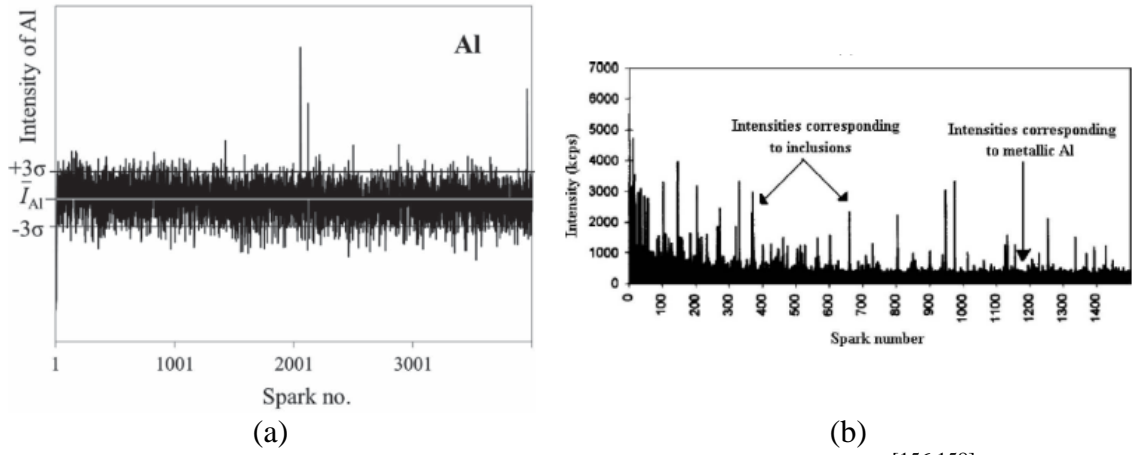 Intensity of Al
Al
+3σ
I̅Al
-3σ
1
1001
2001
3001
Spark no.
(a)
7000
6000
5000
4000
3000
2000
1000
0
Intensity (kcps)
Intensities corresponding
to inclusions
Intensities corresponding
to metallic Al
0
100
200
300
400
500
600
700
800
900
1000
1100
1200
1300
1400
Spark number
(b)